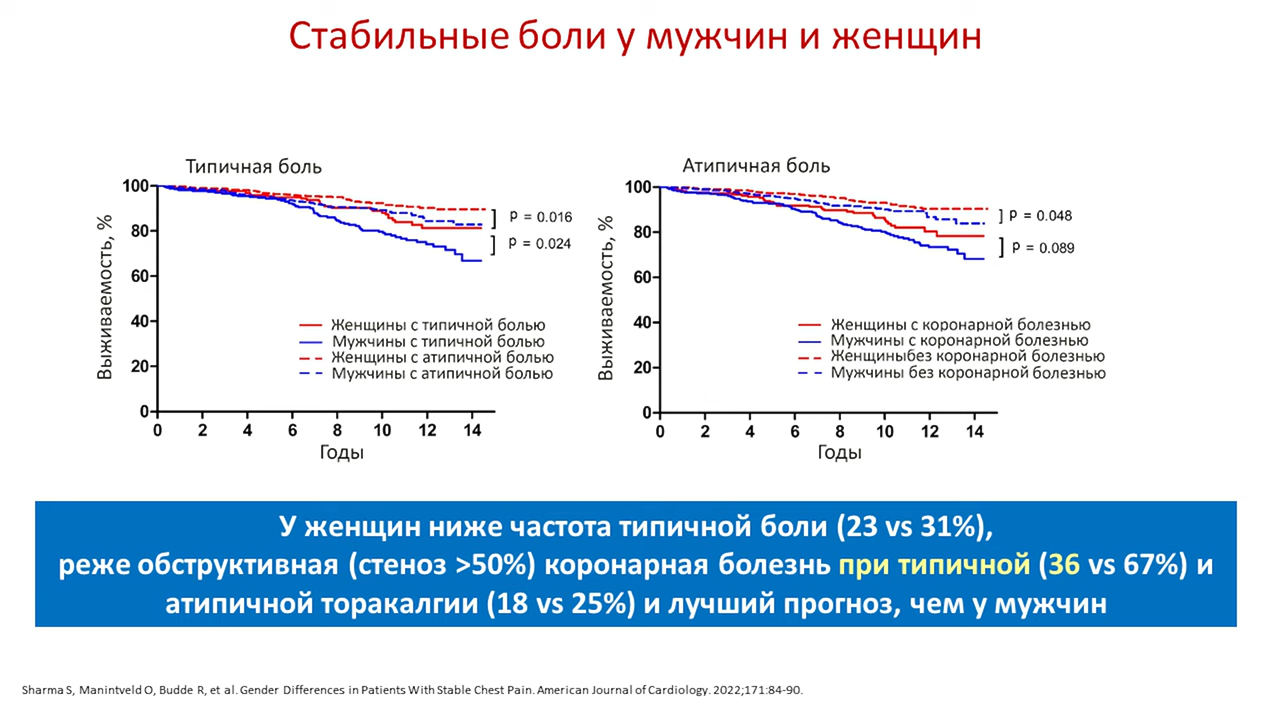 Стабильные боли у мужчин и женщин
Типичная боль
100
80
60
40
20
0
Выживаемость, %
0 2 4 6 8 10 12 14
Годы
p = 0.016
p = 0.024
Женщины с типичной болью
Мужчины с типичной болью
Женщины с атипичной болью
Мужчины с атипичной болью
Атипичная боль
100
80
60
40
20
0
Выживаемость, %
0 2 4 6 8 10 12 14
Годы
p = 0.048
p = 0.089
Женщины с коронарной болезнью
Мужчины с коронарной болезнью
Женщиныбез коронарной болезнью
Мужчины без коронарной болезнью
У женщин ниже частота типичной боли (23 vs 31%),
реже обструктивная (стеноз >50%) коронарная болезнь при типичной (36 vs 67%) и
атипичной торакалгии (18 vs 25%) и лучший прогноз, чем у мужчин
Sharma S, Manintveld O, Budde R, et al. Gender Differences in Patients With Stable Chest Pain. American Journal of Cardiology. 2022;171:84-90.